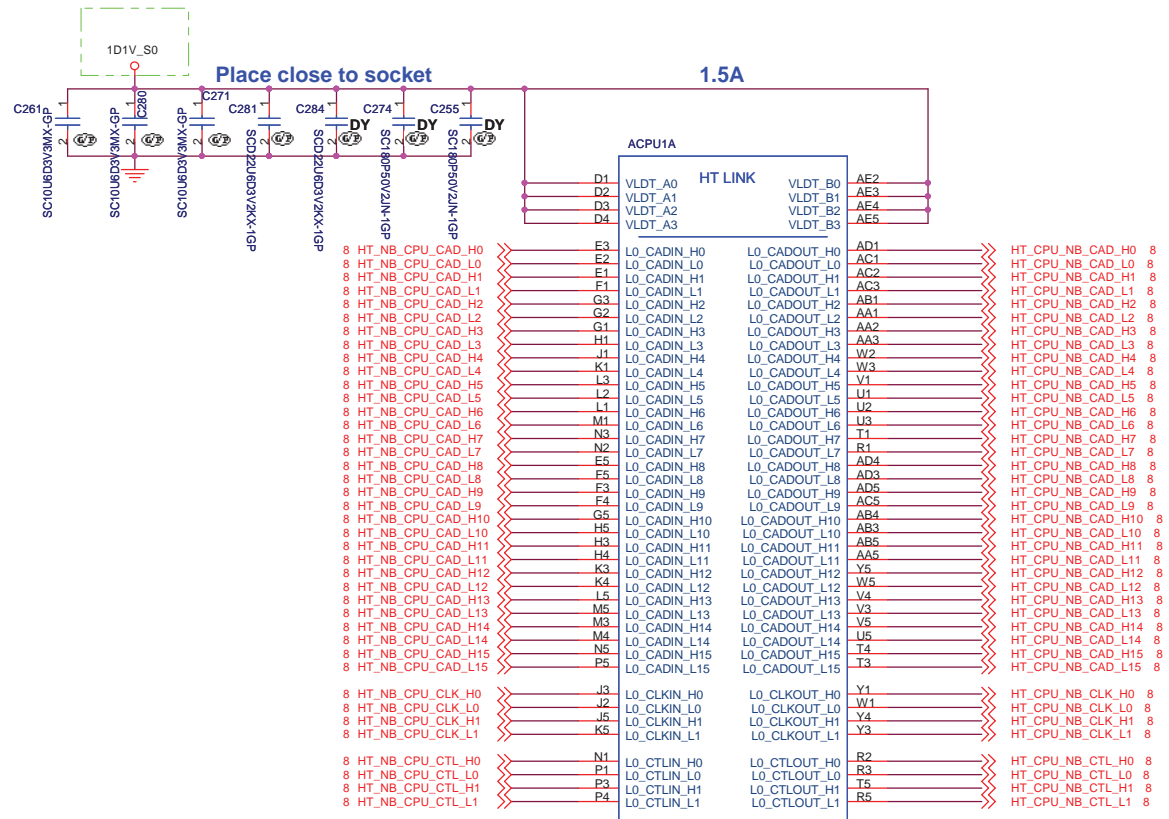 1D1V_S0
Place close to socket
1.5A
C261 1 2 SC10U6D3V3MX-GP
C280 1 2 SC10U6D3V3MX-GP
C271 1 2 SC10U6D3V3MX-GP
C281 1 2 SCD22U6D3V2KX-1GP
C284 1 2 DY SCD22U6D3V2KX-1GP
C274 1 2 DY SC180P50V2JN-1GP
C255 1 2 DY SC180P50V2JN-1GP
ACPU1A
HT LINK
D1 VLDT_A0 VLDT_B0 AE2
D2 VLDT_A1 VLDT_B1 AE3
D3 VLDT_A2 VLDT_B2 AE4
D4 VLDT_A3 VLDT_B3 AE5
8 HT_NB_CPU_CAD_H0 E3 L0_CADIN_H0 L0_CADOUT_H0 AD1 HT_CPU_NB_CAD_H0 8
8 HT_NB_CPU_CAD_L0 E2 L0_CADIN_L0 L0_CADOUT_L0 AC1 HT_CPU_NB_CAD_L0 8
8 HT_NB_CPU_CAD_H1 E1 L0_CADIN_H1 L0_CADOUT_H1 AC2 HT_CPU_NB_CAD_H1 8
8 HT_NB_CPU_CAD_L1 F1 L0_CADIN_L1 L0_CADOUT_L1 AC3 HT_CPU_NB_CAD_L1 8
8 HT_NB_CPU_CAD_H2 G3 L0_CADIN_H2 L0_CADOUT_H2 AB1 HT_CPU_NB_CAD_H2 8
8 HT_NB_CPU_CAD_L2 G2 L0_CADIN_L2 L0_CADOUT_L2 AA1 HT_CPU_NB_CAD_L2 8
8 HT_NB_CPU_CAD_H3 G1 L0_CADIN_H3 L0_CADOUT_H3 AA2 HT_CPU_NB_CAD_H3 8
8 HT_NB_CPU_CAD_L3 H1 L0_CADIN_L3 L0_CADOUT_L3 AA3 HT_CPU_NB_CAD_L3 8
8 HT_NB_CPU_CAD_H4 J1 L0_CADIN_H4 L0_CADOUT_H4 W2 HT_CPU_NB_CAD_H4 8
8 HT_NB_CPU_CAD_L4 K1 L0_CADIN_L4 L0_CADOUT_L4 W3 HT_CPU_NB_CAD_L4 8
8 HT_NB_CPU_CAD_H5 L3 L0_CADIN_H5 L0_CADOUT_H5 V1 HT_CPU_NB_CAD_H5 8
8 HT_NB_CPU_CAD_L5 L2 L0_CADIN_L5 L0_CADOUT_L5 U1 HT_CPU_NB_CAD_L5 8
8 HT_NB_CPU_CAD_H6 L1 L0_CADIN_H6 L0_CADOUT_H6 U2 HT_CPU_NB_CAD_H6 8
8 HT_NB_CPU_CAD_L6 M1 L0_CADIN_L6 L0_CADOUT_L6 U3 HT_CPU_NB_CAD_L6 8
8 HT_NB_CPU_CAD_H7 N3 L0_CADIN_H7 L0_CADOUT_H7 T1 HT_CPU_NB_CAD_H7 8
8 HT_NB_CPU_CAD_L7 N2 L0_CADIN_L7 L0_CADOUT_L7 R1 HT_CPU_NB_CAD_L7 8
8 HT_NB_CPU_CAD_H8 E5 L0_CADIN_H8 L0_CADOUT_H8 AD4 HT_CPU_NB_CAD_H8 8
8 HT_NB_CPU_CAD_L8 F5 L0_CADIN_L8 L0_CADOUT_L8 AD3 HT_CPU_NB_CAD_L8 8
8 HT_NB_CPU_CAD_H9 F3 L0_CADIN_H9 L0_CADOUT_H9 AD5 HT_CPU_NB_CAD_H9 8
8 HT_NB_CPU_CAD_L9 F4 L0_CADIN_L9 L0_CADOUT_L9 AC5 HT_CPU_NB_CAD_L9 8
8 HT_NB_CPU_CAD_H10 G5 L0_CADIN_H10 L0_CADOUT_H10 AB4 HT_CPU_NB_CAD_H10 8
8 HT_NB_CPU_CAD_L10 H5 L0_CADIN_L10 L0_CADOUT_L10 AB3 HT_CPU_NB_CAD_L10 8
8 HT_NB_CPU_CAD_H11 H3 L0_CADIN_H11 L0_CADOUT_H11 AB5 HT_CPU_NB_CAD_H11 8
8 HT_NB_CPU_CAD_L11 H4 L0_CADIN_L11 L0_CADOUT_L11 AA5 HT_CPU_NB_CAD_L11 8
8 HT_NB_CPU_CAD_H12 K3 L0_CADIN_H12 L0_CADOUT_H12 Y5 HT_CPU_NB_CAD_H12 8
8 HT_NB_CPU_CAD_L12 K4 L0_CADIN_L12 L0_CADOUT_L12 W5 HT_CPU_NB_CAD_L12 8
8 HT_NB_CPU_CAD_H13 L5 L0_CADIN_H13 L0_CADOUT_H13 V4 HT_CPU_NB_CAD_H13 8
8 HT_NB_CPU_CAD_L13 M5 L0_CADIN_L13 L0_CADOUT_L13 V3 HT_CPU_NB_CAD_L13 8
8 HT_NB_CPU_CAD_H14 M3 L0_CADIN_H14 L0_CADOUT_H14 V5 HT_CPU_NB_CAD_H14 8
8 HT_NB_CPU_CAD_L14 M4 L0_CADIN_L14 L0_CADOUT_L14 U5 HT_CPU_NB_CAD_L14 8
8 HT_NB_CPU_CAD_H15 N5 L0_CADIN_H15 L0_CADOUT_H15 T4 HT_CPU_NB_CAD_H15 8
8 HT_NB_CPU_CAD_L15 P5 L0_CADIN_L15 L0_CADOUT_L15 T3 HT_CPU_NB_CAD_L15 8
8 HT_NB_CPU_CLK_H0 J3 L0_CLKIN_H0 L0_CLKOUT_H0 Y1 HT_CPU_NB_CLK_H0 8
8 HT_NB_CPU_CLK_L0 J2 L0_CLKIN_L0 L0_CLKOUT_L0 W1 HT_CPU_NB_CLK_L0 8
8 HT_NB_CPU_CLK_H1 J5 L0_CLKIN_H1 L0_CLKOUT_H1 Y4 HT_CPU_NB_CLK_H1 8
8 HT_NB_CPU_CLK_L1 K5 L0_CLKIN_L1 L0_CLKOUT_L1 Y3 HT_CPU_NB_CLK_L1 8
8 HT_NB_CPU_CTL_H0 N1 L0_CTLIN_H0 L0_CTLOUT_H0 R2 HT_CPU_NB_CTL_H0 8
8 HT_NB_CPU_CTL_L0 P1 L0_CTLIN_L0 L0_CTLOUT_L0 R3 HT_CPU_NB_CTL_L0 8
8 HT_NB_CPU_CTL_H1 P3 L0_CTLIN_H1 L0_CTLOUT_H1 T5 HT_CPU_NB_CTL_H1 8
8 HT_NB_CPU_CTL_L1 P4 L0_CTLIN_L1 L0_CTLOUT_L1 R5 HT_CPU_NB_CTL_L1 8